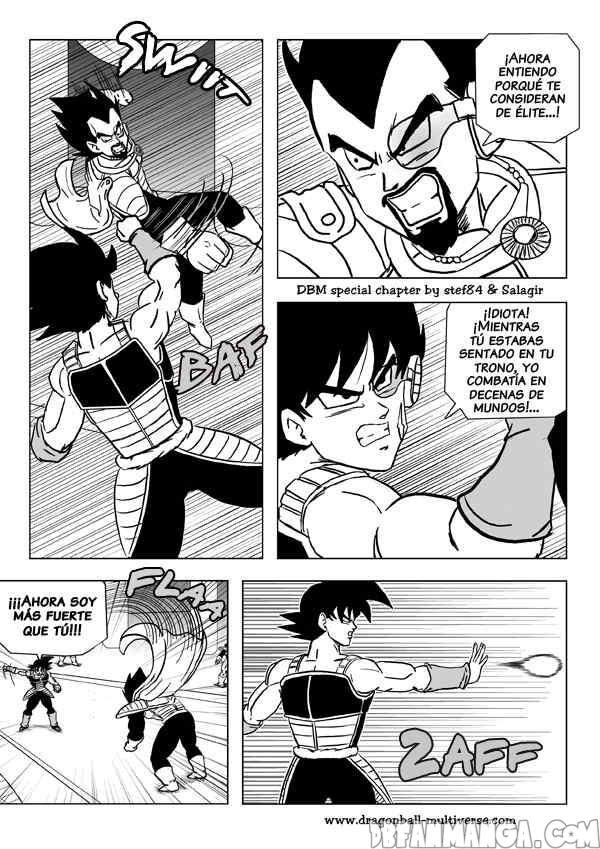 SWIIT
¡AHORA
ENTIENDO
PORQUÉ TE
CONSIDERAN
DE ÉLITE...!
DBM special chapter by stef84 & Salagir
BAF
¡IDIOTA!
¡MIENTRAS
TÚ ESTABAS
SENTADO EN TU
TRONO, YO
COMBATÍA EN
DECENAS DE
MUNDOS!...
¡¡¡AHORA SOY
MÁS FUERTE
QUE TÚ!!!
FLAA
ZAFF
www.dragonball-multiverse.com
DBFANMANGA.COM